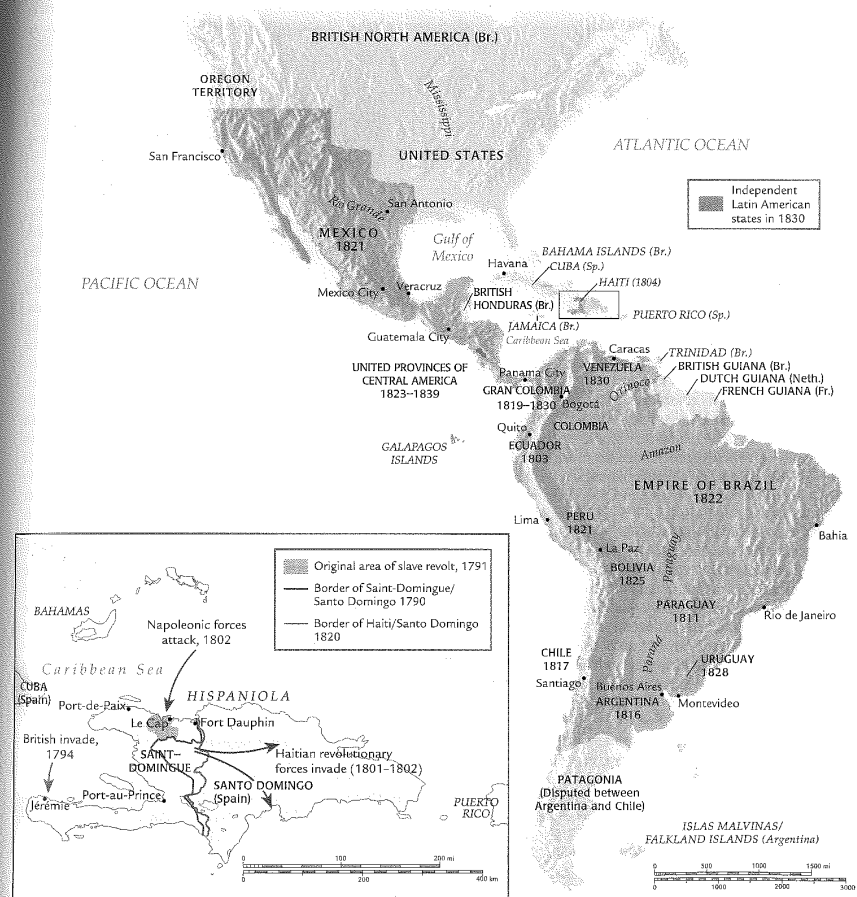 BRITISH NORTH AMERICA (Br.)
OREGON
TERRITORY
Mississippi
ATLANTIC OCEAN
San Francisco
UNITED STATES
Independent
Latin American
states in 1830
Rio Grande
San Antonio
MEXICO
1821
Gulf of
Mexico
PACIFIC OCEAN
Havana
BAHAMA ISLANDS (Br.)
CUBA (Sp.)
HAITI (1804)
Mexico City
Veracruz
BRITISH
HONDURAS (Br.)
PUERTO RICO (Sp.)
JAMAICA (Br.)
Caribbean Sea
Guatemala City
UNITED PROVINCES OF
CENTRAL AMERICA
1823–1839
Caracas
TRINIDAD (Br.)
Panama City
VENEZUELA
1830
BRITISH GUIANA (Br.)
DUTCH GUIANA (Neth.)
FRENCH GUIANA (Fr.)
GRAN COLOMBIA
1819–1830
Orinoco
Bogotá
COLOMBIA
Quito
ECUADOR
1803
GALAPAGOS
ISLANDS
Amazon
EMPIRE OF BRAZIL
1822
Lima
PERU
1821
Bahia
La Paz
BOLIVIA
1825
Paraguay
PARAGUAY
1811
Rio de Janeiro
CHILE
1817
Paraná
URUGUAY
1828
Santiago
Buenos Aires
ARGENTINA
1816
Montevideo
PATAGONIA
(Disputed between
Argentina and Chile)
ISLAS MALVINAS/
FALKLAND ISLANDS (Argentina)
0 500 1000 1500 mi
0 1000 2000 3000
Original area of slave revolt, 1791
Border of Saint-Domingue/
Santo Domingo 1790
Border of Haiti/Santo Domingo
1820
BAHAMAS
Napoleonic forces
attack, 1802
Caribbean Sea
CUBA
(Spain)
HISPANIOLA
Port-de-Paix
Le Cap
Fort Dauphin
British invade,
1794
SAINT-
DOMINGUE
Haitian revolutionary
forces invade (1801–1802)
SANTO DOMINGO
(Spain)
Jérémie
Port-au-Prince
PUERTO
RICO
0 100 200 mi
0 200 400 km